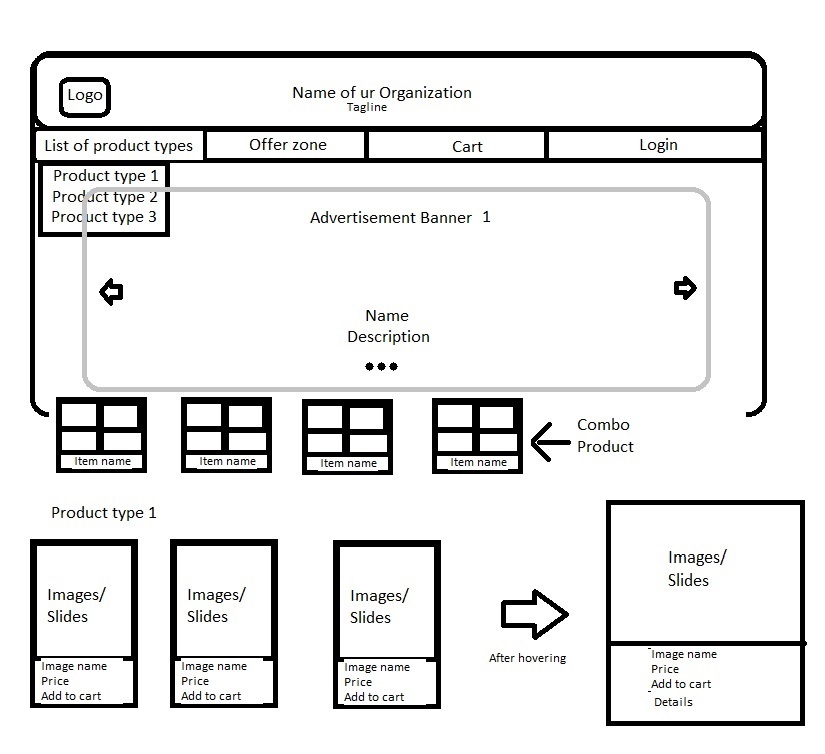 Logo
Name of ur Organization
Tagline
List of product types
Offer zone
Cart
Login
Product type 1
Product type 2
Product type 3
Advertisement Banner 1
Name
Description
Item name
Item name
Item name
Item name
Combo
Product
Product type 1
Images/
Slides
Image name
Price
Add to cart
Images/
Slides
Image name
Price
Add to cart
Images/
Slides
Image name
Price
Add to cart
After hovering
Images/
Slides
Image name
Price
Add to cart
Details